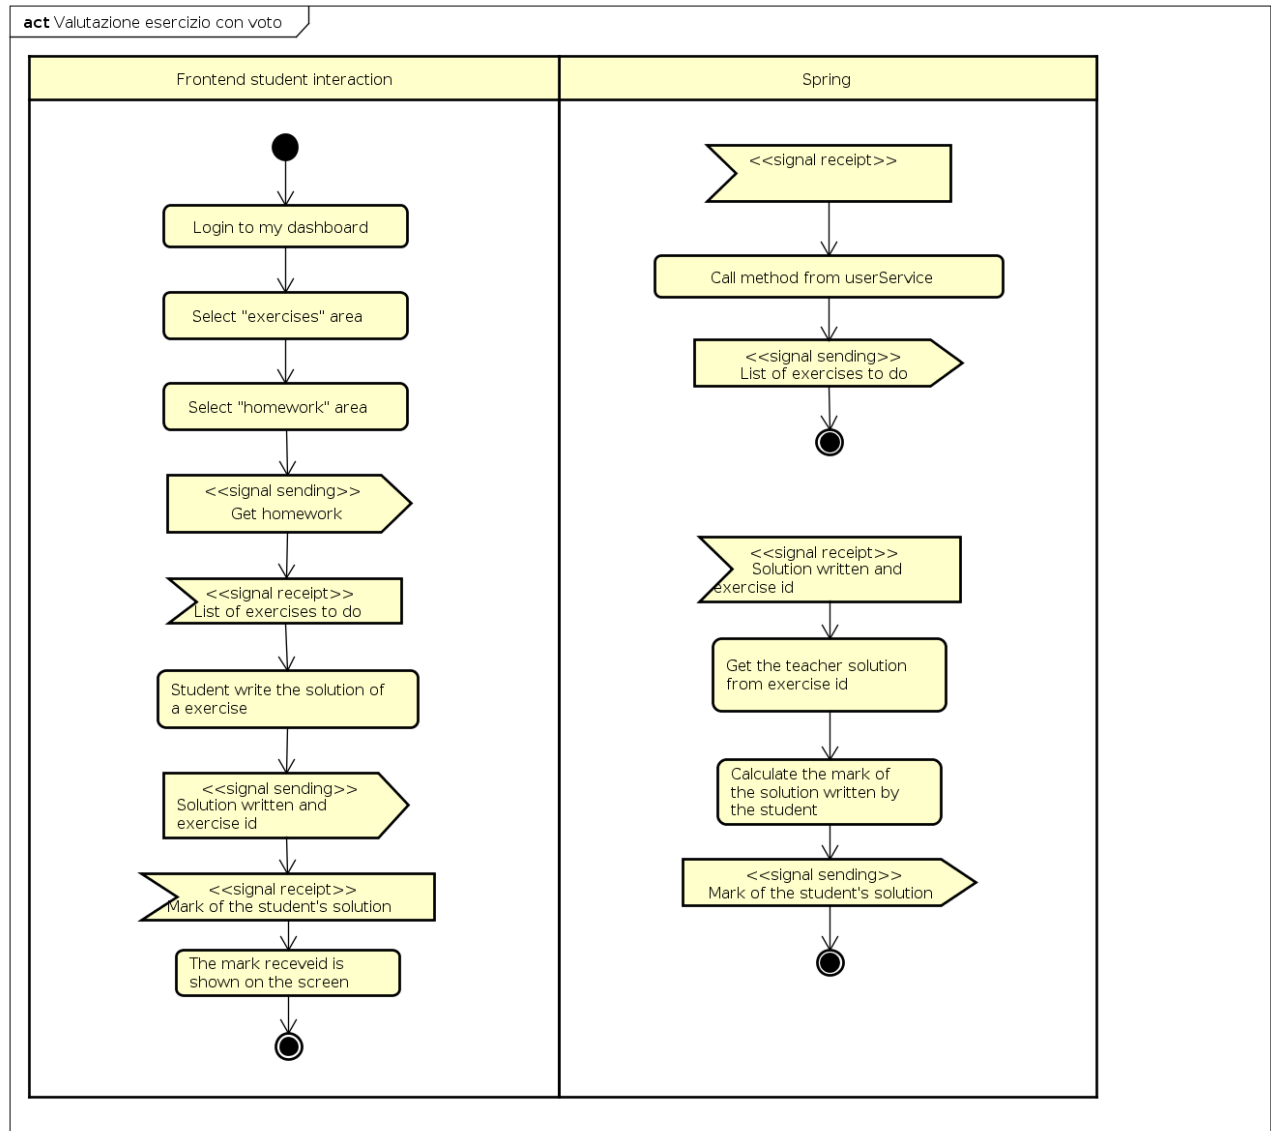 act Valutazione esercizio con voto
Frontend student interaction
Spring
Login to my dashboard
Select "exercises" area
Select "homework" area
<<signal sending>>
Get homework
<<signal receipt>>
List of exercises to do
Student write the solution of
a exercise
<<signal sending>>
Solution written and
exercise id
<<signal receipt>>
Mark of the student's solution
The mark receveid is
shown on the screen
<<signal receipt>>
Call method from userService
<<signal sending>>
List of exercises to do
<<signal receipt>>
Solution written and
exercise id
Get the teacher solution
from exercise id
Calculate the mark of
the solution written by
the student
<<signal sending>>
Mark of the student's solution